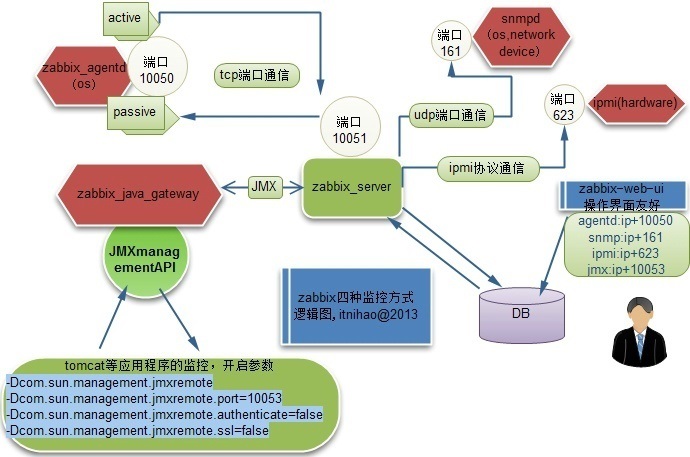 active
zabbix_agentd
(os)
端口
10050
passive
tcp端口通信
端口
10051
端口
161
snmpd
(os,network
device)
udp端口通信
端口
623
ipmi(hardware)
ipmi协议通信
zabbix_java_gateway
JMX
zabbix_server
JMXmanag
ementAPI
zabbix-web-ui
操作界面友好
agentd:ip+10050
snmp:ip+161
ipmi:ip+623
jmx:ip+10053
zabbix四种监控方式
逻辑图, itnihao@2013
DB
tomcat等应用程序的监控，开启参数
-Dcom.sun.management.jmxremote
-Dcom.sun.management.jmxremote.port=10053
-Dcom.sun.management.jmxremote.authenticate=false
-Dcom.sun.management.jmxremote.ssl=false